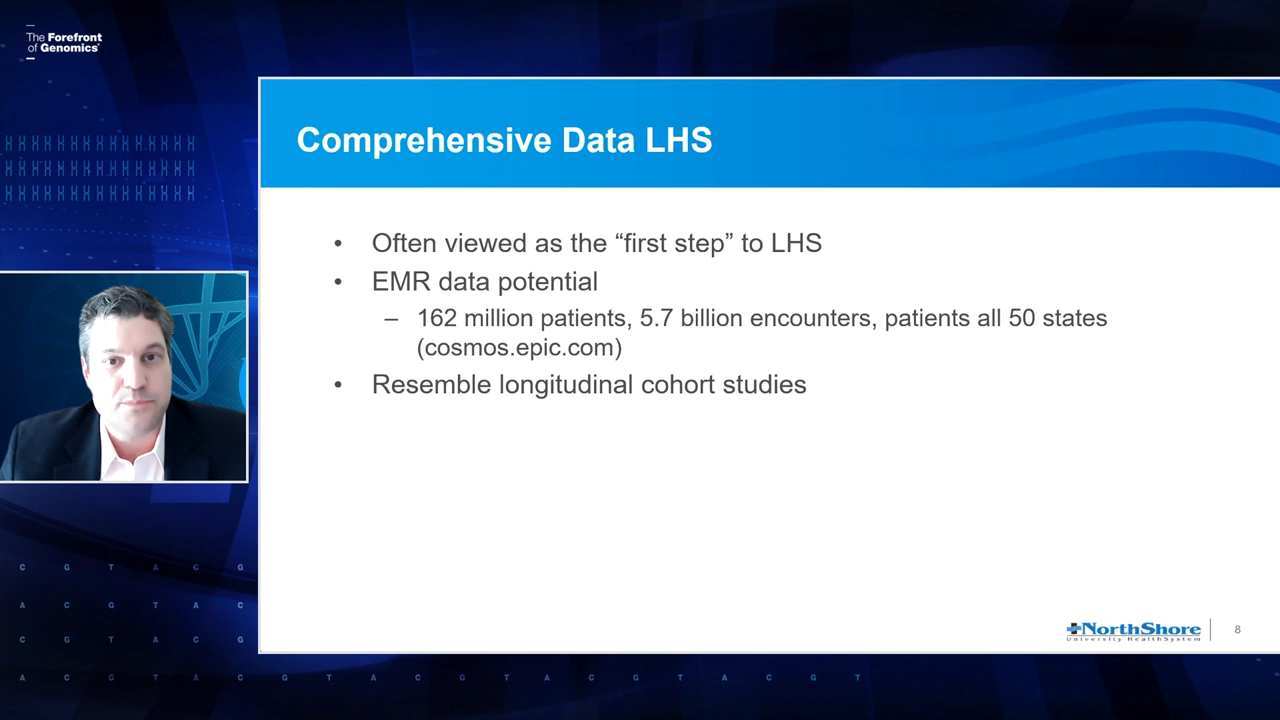 The Forefront
of Genomics®
Comprehensive Data LHS
• Often viewed as the “first step” to LHS
• EMR data potential
– 162 million patients, 5.7 billion encounters, patients all 50 states
(cosmos.epic.com)
• Resemble longitudinal cohort studies
NorthShore
University HealthSystem
8
C G T A C G
A C G T A C
C G T A C G
A C G T A C G T A C G T A C G T A C G T